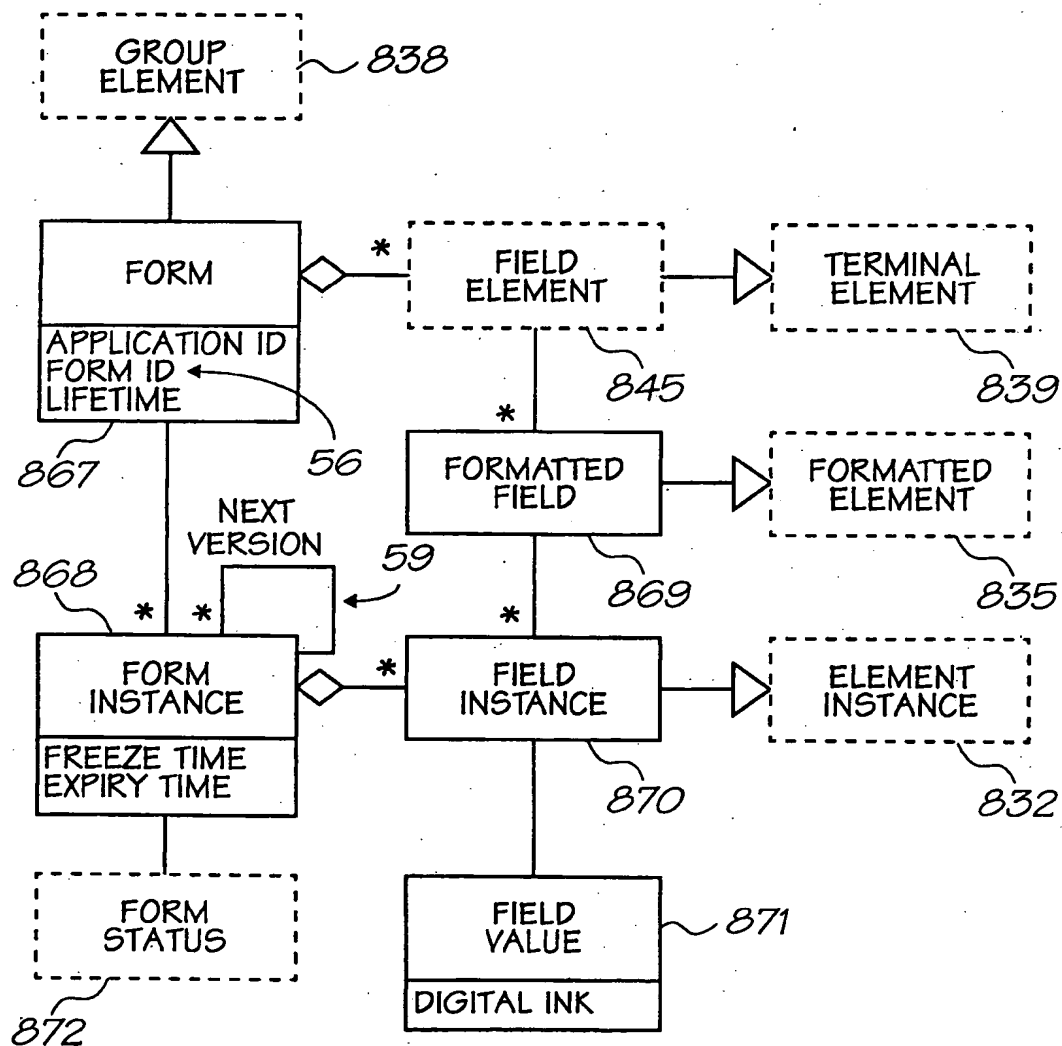 GROUP
ELEMENT
838
FORM
*
FIELD
ELEMENT
TERMINAL
ELEMENT
APPLICATION ID
FORM ID
LIFETIME
845
839
867
56
*
FORMATTED
FIELD
FORMATTED
ELEMENT
NEXT
VERSION
59
868
869
835
*
*
*
FORM
INSTANCE
*
FIELD
INSTANCE
ELEMENT
INSTANCE
FREEZE TIME
EXPIRY TIME
870
832
FORM
STATUS
FIELD
VALUE
871
DIGITAL INK
872